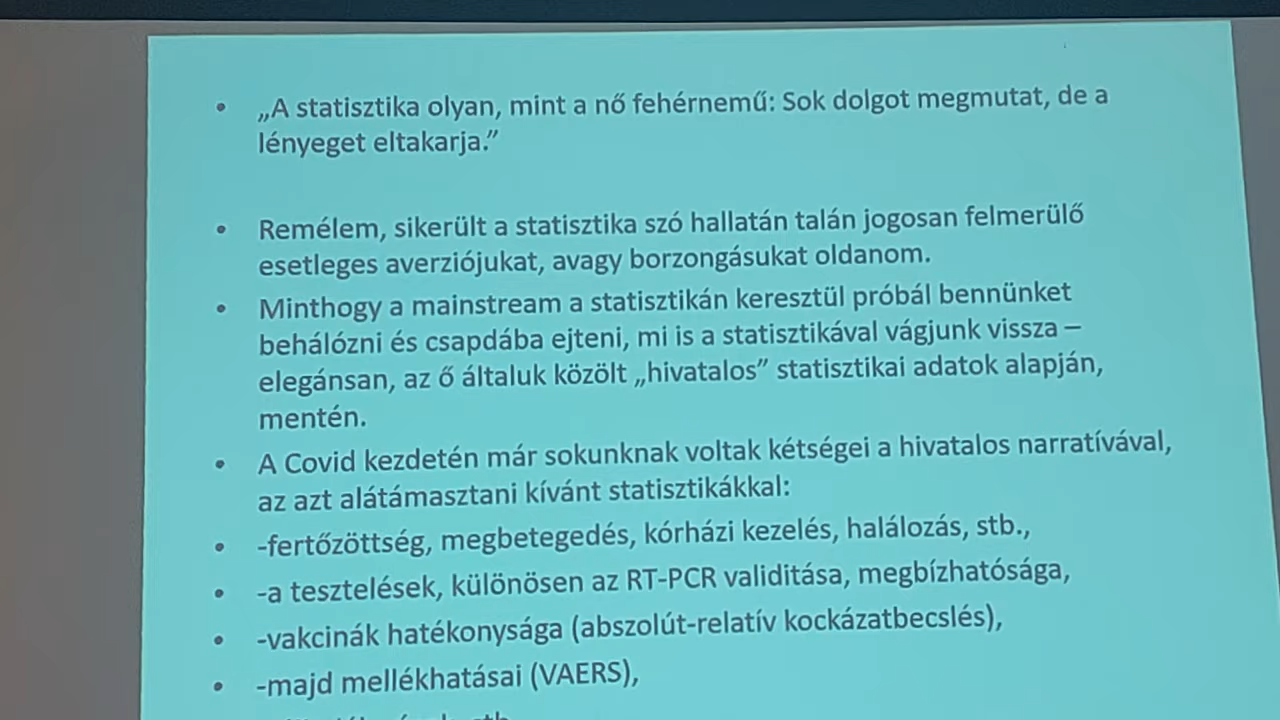 • „A statisztika olyan, mint a nő fehérnemű: Sok dolgot megmutat, de a
lényeget eltakarja.”
• Remélem, sikerült a statisztika szó hallatán talán jogosan felmerülő
esetleges averziójukat, avagy borzongásukat oldanom.
• Minthogy a mainstream a statisztikán keresztül próbál bennünket
behálózni és csapdába ejteni, mi is a statisztikával vágjunk vissza –
elegánsan, az ő általuk közölt „hivatalos” statisztikai adatok alapján,
mentén.
• A Covid kezdetén már sokunknak voltak kétségei a hivatalos narratívával,
az azt alátámasztani kívánt statisztikákkal:
• -fertőzöttség, megbetegedés, kórházi kezelés, halálozás, stb.,
• -a tesztelések, különösen az RT-PCR validitása, megbízhatósága,
• -vakcinák hatékonysága (abszolút-relatív kockázatbecslés),
• -majd mellékhatásai (VAERS),